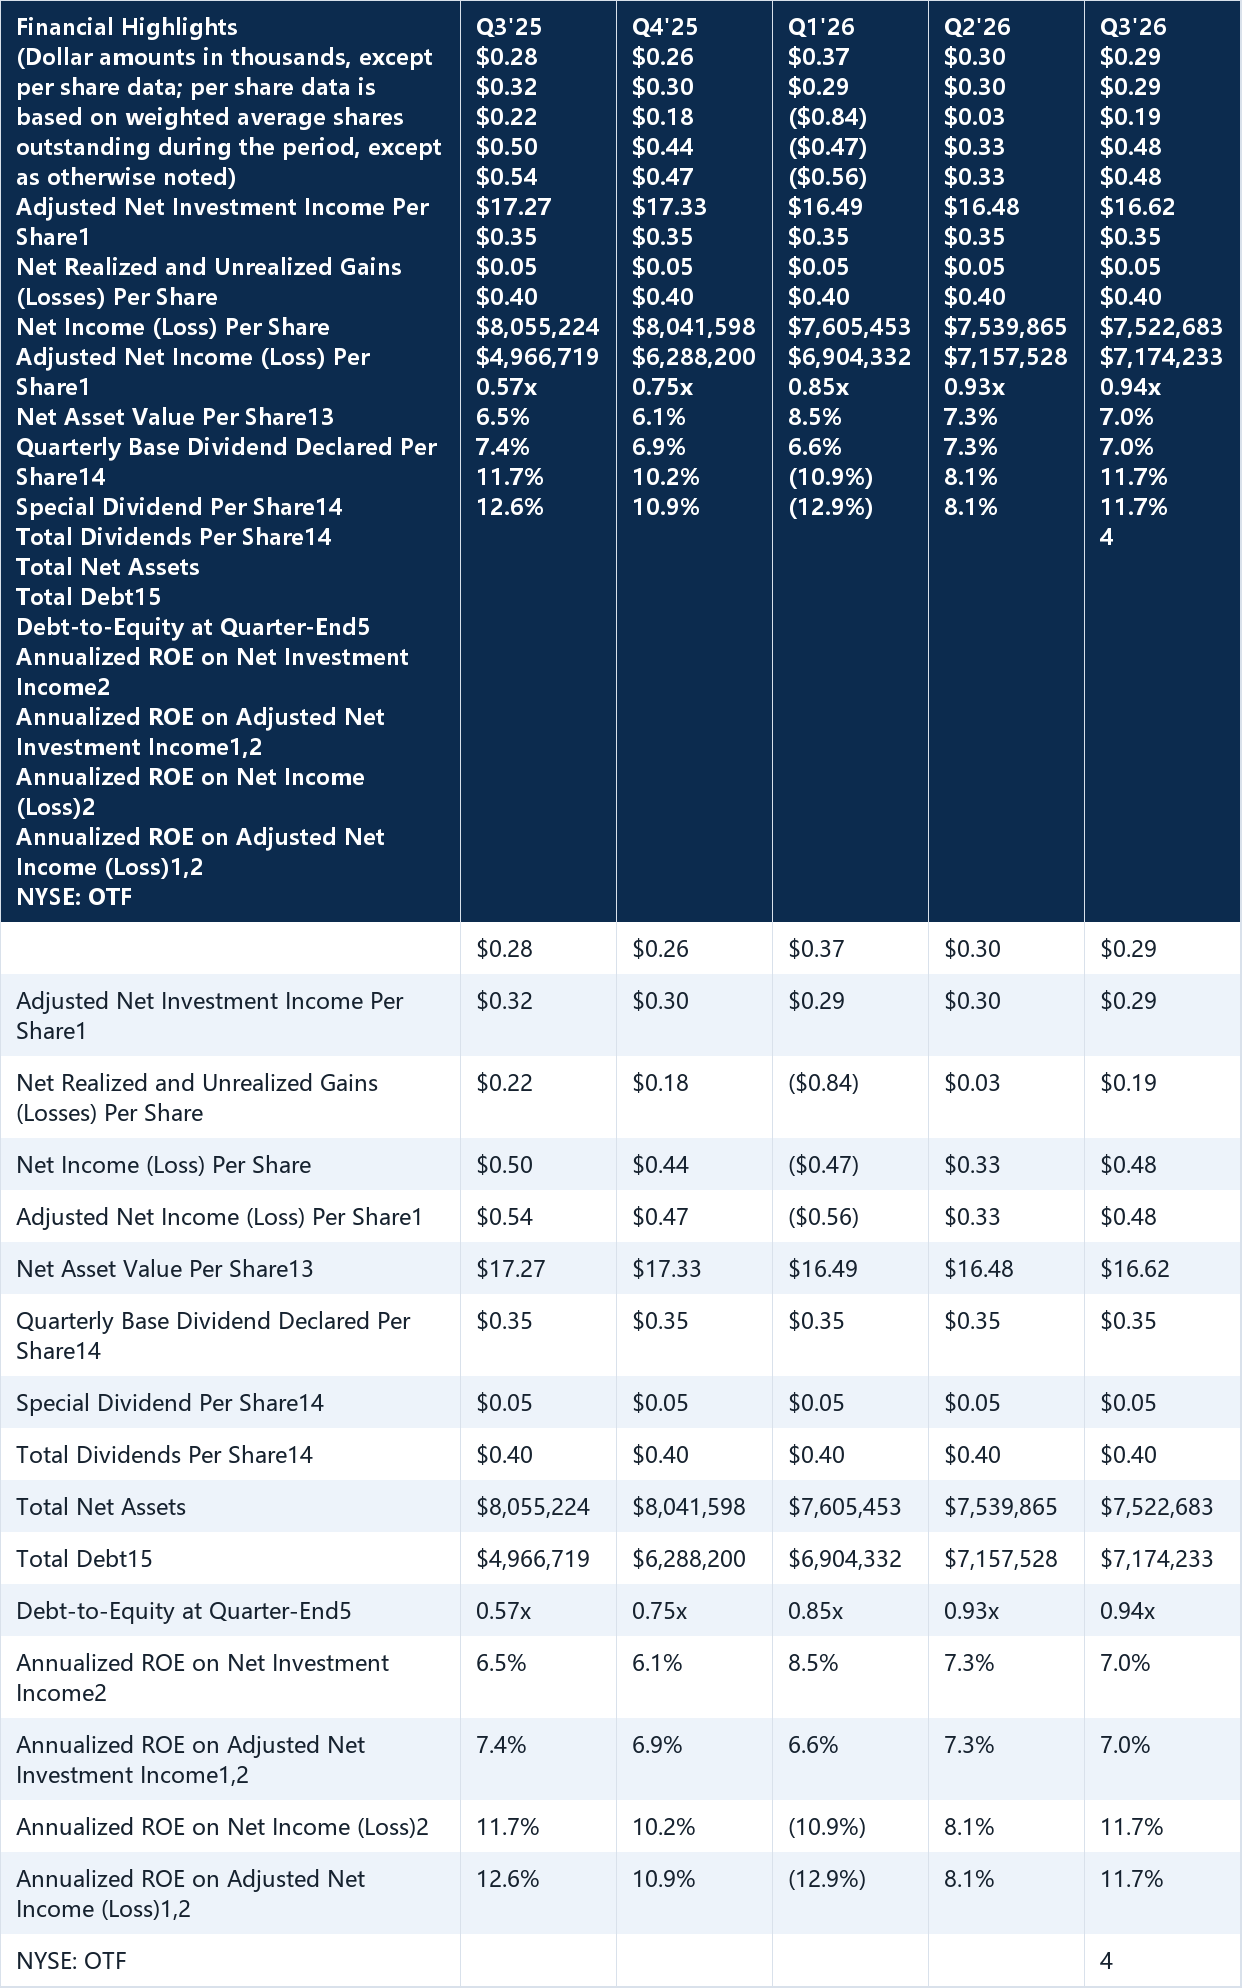 Financial Highlights
(Dollar amounts in thousands, except
per share data; per share data is
based on weighted average shares
outstanding during the period, except
as otherwise noted)
Adjusted Net Investment Income Per
Share1
Net Realized and Unrealized Gains
(Losses) Per Share
Net Income (Loss) Per Share
Adjusted Net Income (Loss) Per
Share1
Net Asset Value Per Share13
Quarterly Base Dividend Declared Per
Share14
Special Dividend Per Share14
Total Dividends Per Share14
Total Net Assets
Total Debt15
Debt-to-Equity at Quarter-End5
Annualized ROE on Net Investment
Income2
Annualized ROE on Adjusted Net
Investment Income1,2
Annualized ROE on Net Income
(Loss)2
Annualized ROE on Adjusted Net
Income (Loss)1,2
NYSE: OTF
Q3'25
$0.28
$0.32
$0.22
$0.50
$0.54
$17.27
$0.35
$0.05
$0.40
$8,055,224
$4,966,719
0.57x
6.5%
7.4%
11.7%
12.6%
Q4'25
$0.26
$0.30
$0.18
$0.44
$0.47
$17.33
$0.35
$0.05
$0.40
$8,041,598
$6,288,200
0.75x
6.1%
6.9%
10.2%
10.9%
Q1'26
$0.37
$0.29
($0.84)
($0.47)
($0.56)
$16.49
$0.35
$0.05
$0.40
$7,605,453
$6,904,332
0.85x
8.5%
6.6%
(10.9%)
(12.9%)
Q2'26
$0.30
$0.30
$0.03
$0.33
$0.33
$16.48
$0.35
$0.05
$0.40
$7,539,865
$7,157,528
0.93x
7.3%
7.3%
8.1%
8.1%
Q3'26
$0.29
$0.29
$0.19
$0.48
$0.48
$16.62
$0.35
$0.05
$0.40
$7,522,683
$7,174,233
0.94x
7.0%
7.0%
11.7%
11.7%
4
$0.28 $0.26 $0.37 $0.30 $0.29
Adjusted Net Investment Income Per
Share1 $0.32 $0.30 $0.29 $0.30 $0.29
Net Realized and Unrealized Gains
(Losses) Per Share $0.22 $0.18 ($0.84) $0.03 $0.19
Net Income (Loss) Per Share $0.50 $0.44 ($0.47) $0.33 $0.48
Adjusted Net Income (Loss) Per Share1 $0.54 $0.47 ($0.56) $0.33 $0.48
Net Asset Value Per Share13 $17.27 $17.33 $16.49 $16.48 $16.62
Quarterly Base Dividend Declared Per
Share14 $0.35 $0.35 $0.35 $0.35 $0.35
Special Dividend Per Share14 $0.05 $0.05 $0.05 $0.05 $0.05
Total Dividends Per Share14 $0.40 $0.40 $0.40 $0.40 $0.40
Total Net Assets $8,055,224 $8,041,598 $7,605,453 $7,539,865 $7,522,683
Total Debt15 $4,966,719 $6,288,200 $6,904,332 $7,157,528 $7,174,233
Debt-to-Equity at Quarter-End5 0.57x 0.75x 0.85x 0.93x 0.94x
Annualized ROE on Net Investment
Income2 6.5% 6.1% 8.5% 7.3% 7.0%
Annualized ROE on Adjusted Net
Investment Income1,2 7.4% 6.9% 6.6% 7.3% 7.0%
Annualized ROE on Net Income (Loss)2 11.7% 10.2% (10.9%) 8.1% 11.7%
Annualized ROE on Adjusted Net
Income (Loss)1,2 12.6% 10.9% (12.9%) 8.1% 11.7%
NYSE: OTF 4